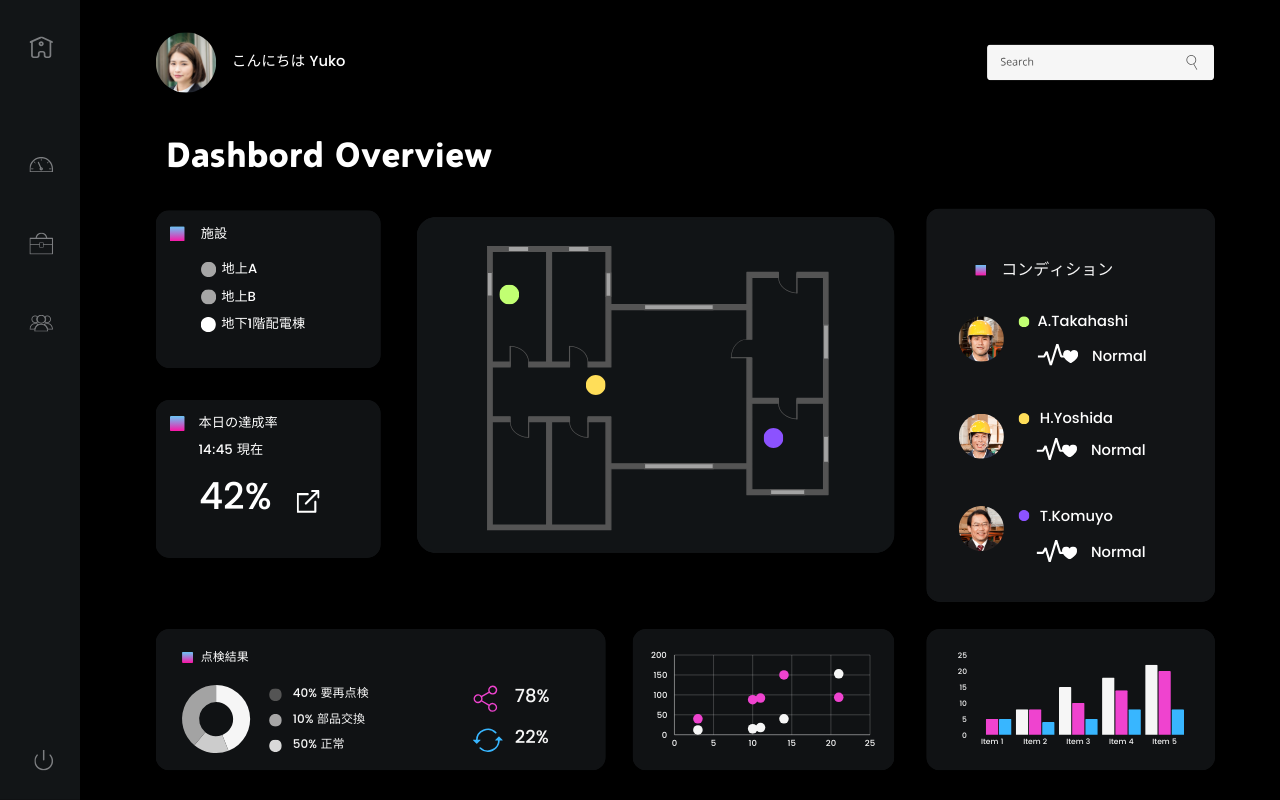 こんにちは Yuko
Search
Dashbord Overview
施設
地上A
地上B
地下1階配電棟
本日の達成率
14:45 現在
42%
コンディション
A.Takahashi
Normal
H.Yoshida
Normal
T.Komuyo
Normal
点検結果
40% 要再点検
10% 部品交換
50% 正常
78%
22%
200
150
100
50
0
0 5 10 15 20 25
25
20
15
10
5
0
Item 1 Item 2 Item 3 Item 4 Item 5